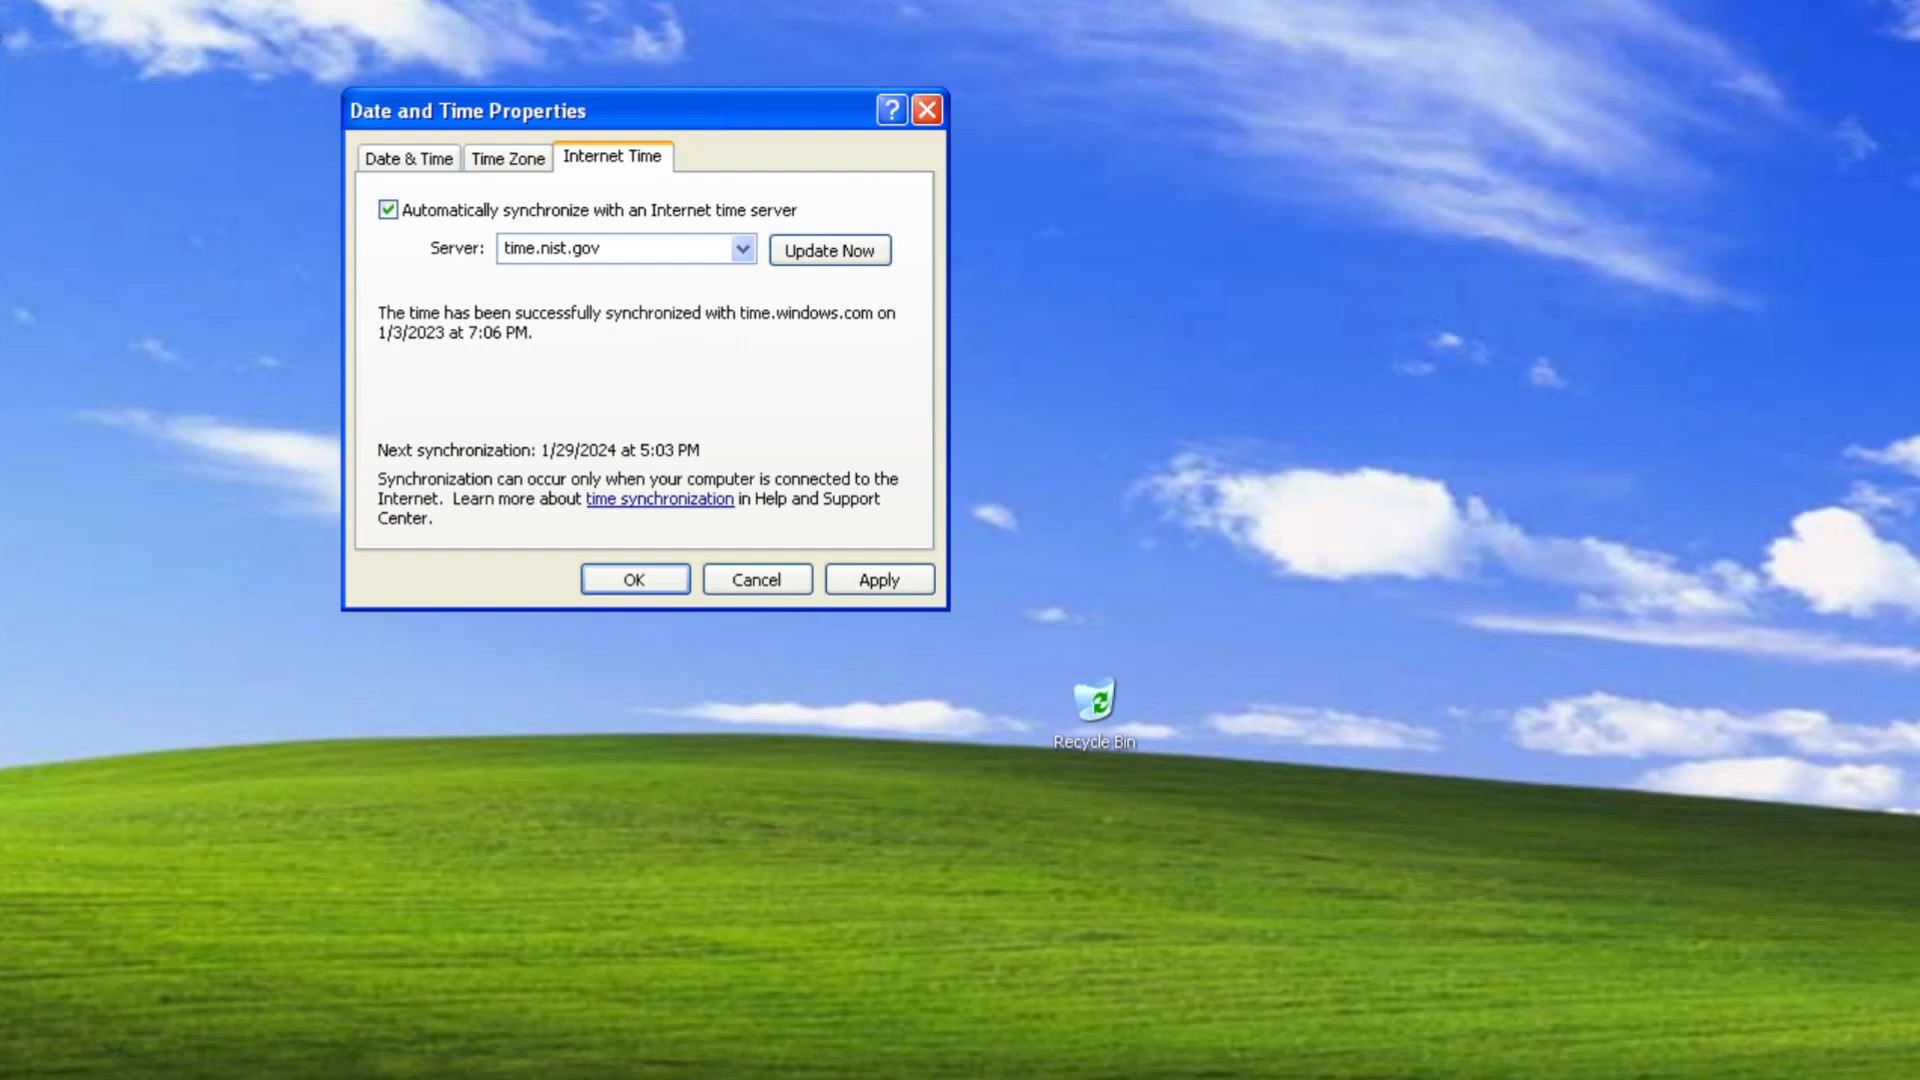 Date and Time Properties
Date & Time
Time Zone
Internet Time
Automatically synchronize with an Internet time server
Server: time.nist.gov
Update Now
The time has been successfully synchronized with time.windows.com on
1/3/2023 at 7:06 PM.
Next synchronization: 1/29/2024 at 5:03 PM
Synchronization can occur only when your computer is connected to the
Internet. Learn more about time synchronization in Help and Support
Center.
OK
Cancel
Apply
Recycle Bin